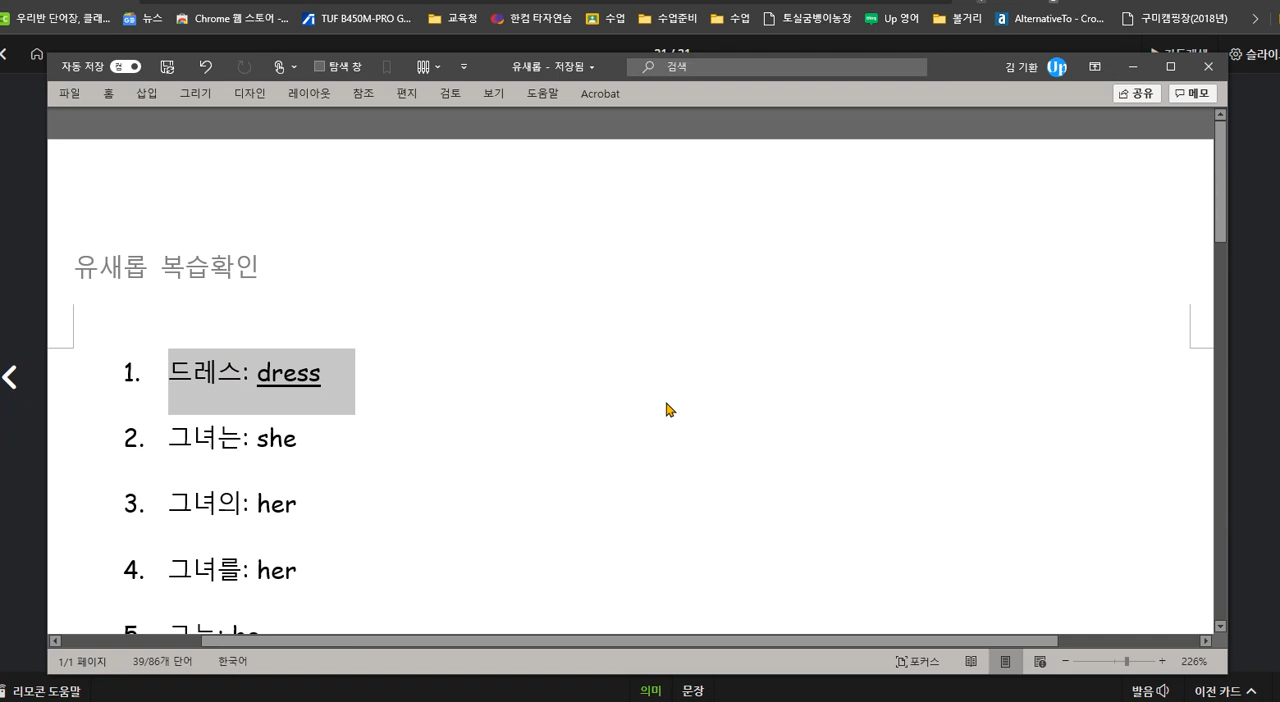 우리반 단어장, 클래... 뉴스 Chrome 웹 스토어 -... TUF B450M-PRO G... 교육청 한컴 타자연습 수업 수업준비 수업 토실굼벵이농장 Up 영어 볼거리 AlternativeTo - Cro... 구미캠핑장(2018년)
슬라이
자동 저장 탐색 창 유새롭 - 저장됨 검색 김 기환
파일 홈 삽입 그리기 디자인 레이아웃 참조 편지 검토 보기 도움말 Acrobat 공유 메모
유새롭 복습확인
1. 드레스: dress
2. 그녀는: she
3. 그녀의: her
4. 그녀를: her
1/1 페이지 39/86개 단어 한국어 포커스 226%
리모콘 도움말 의미 문장 발음 이전 카드